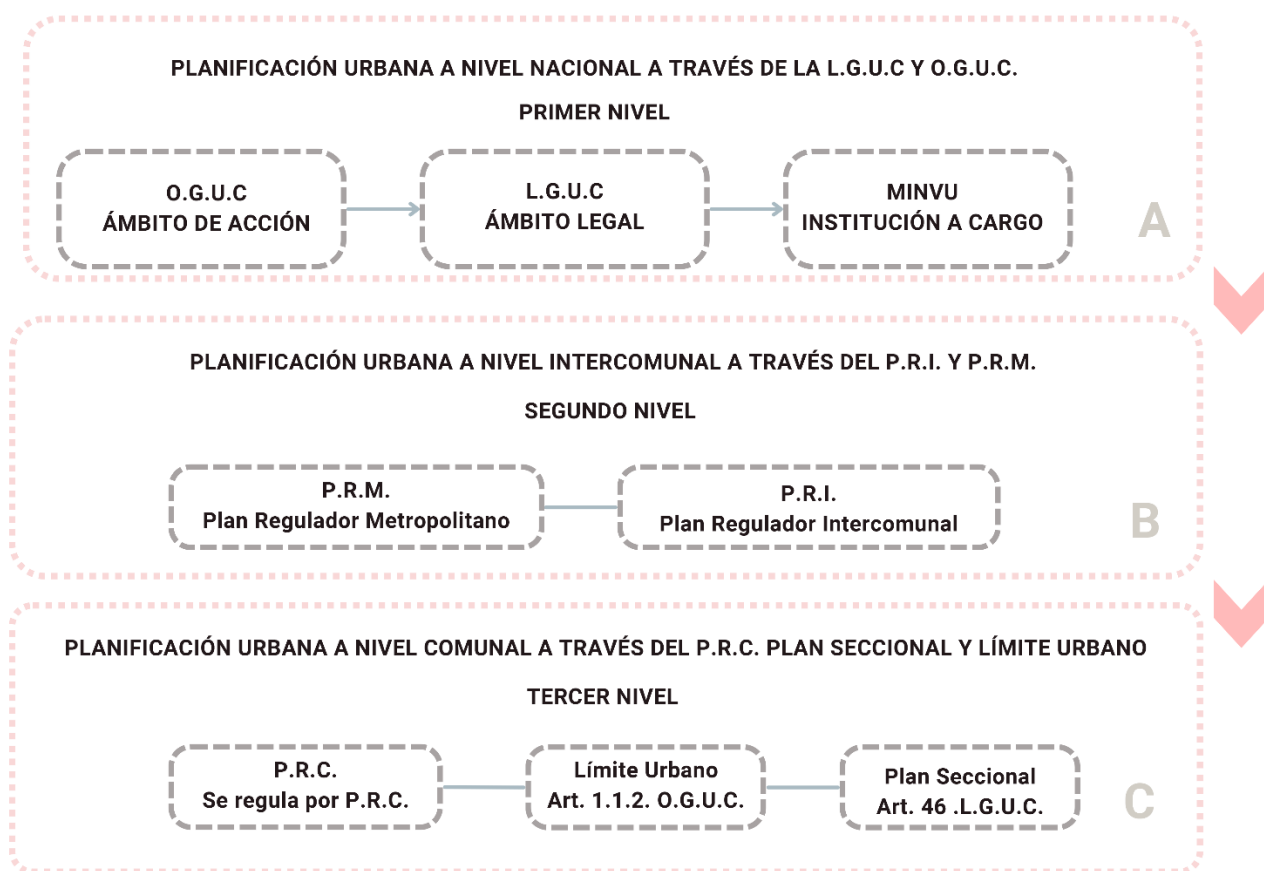 PLANIFICACIÓN URBANA A NIVEL NACIONAL A TRAVÉS DE LA L.G.U.C Y O.G.U.C.
PRIMER NIVEL
O.G.U.C
ÁMBITO DE ACCIÓN
L.G.U.C
ÁMBITO LEGAL
MINVU
INSTITUCIÓN A CARGO
A
PLANIFICACIÓN URBANA A NIVEL INTERCOMUNAL A TRAVÉS DEL P.R.I. Y P.R.M.
SEGUNDO NIVEL
P.R.M.
Plan Regulador Metropolitano
P.R.I.
Plan Regulador Intercomunal
B
PLANIFICACIÓN URBANA A NIVEL COMUNAL A TRAVÉS DEL P.R.C. PLAN SECCIONAL Y LÍMITE URBANO
TERCER NIVEL
P.R.C.
Se regula por P.R.C.
Límite Urbano
Art. 1.1.2. O.G.U.C.
Plan Seccional
Art. 46 .L.G.U.C.
C